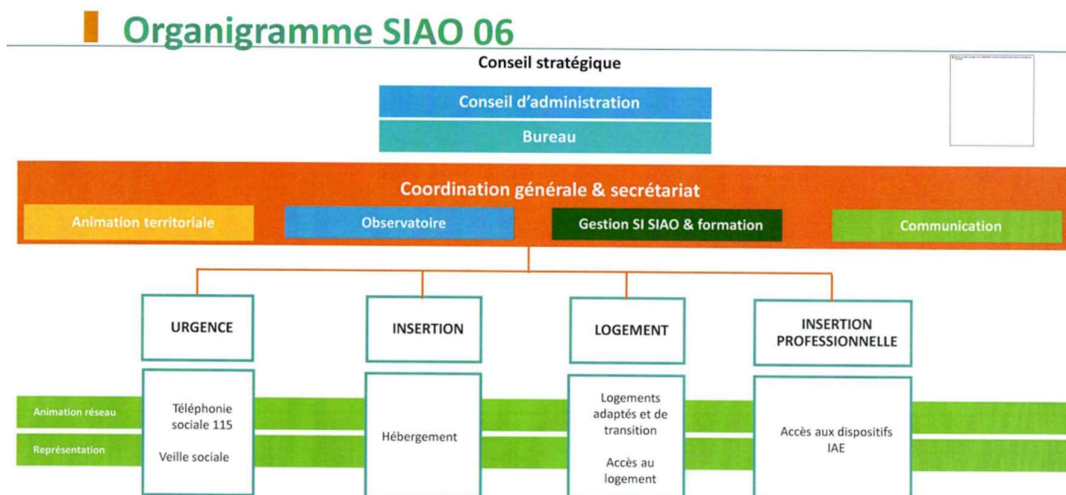 Organigramme SIAO 06
Conseil stratégique
Conseil d'administration
Bureau
Coordination générale & secrétariat
Animation territoriale
Observatoire
Gestion SI SIAO & formation
Communication
URGENCE
INSERTION
LOGEMENT
INSERTION
PROFESSIONNELLE
Animation réseau
Représentation
Téléphonie
sociale 115
Veille sociale
Hébergement
Logements
adaptés et de
transition
Accès au
logement
Accès aux dispositifs
IAE